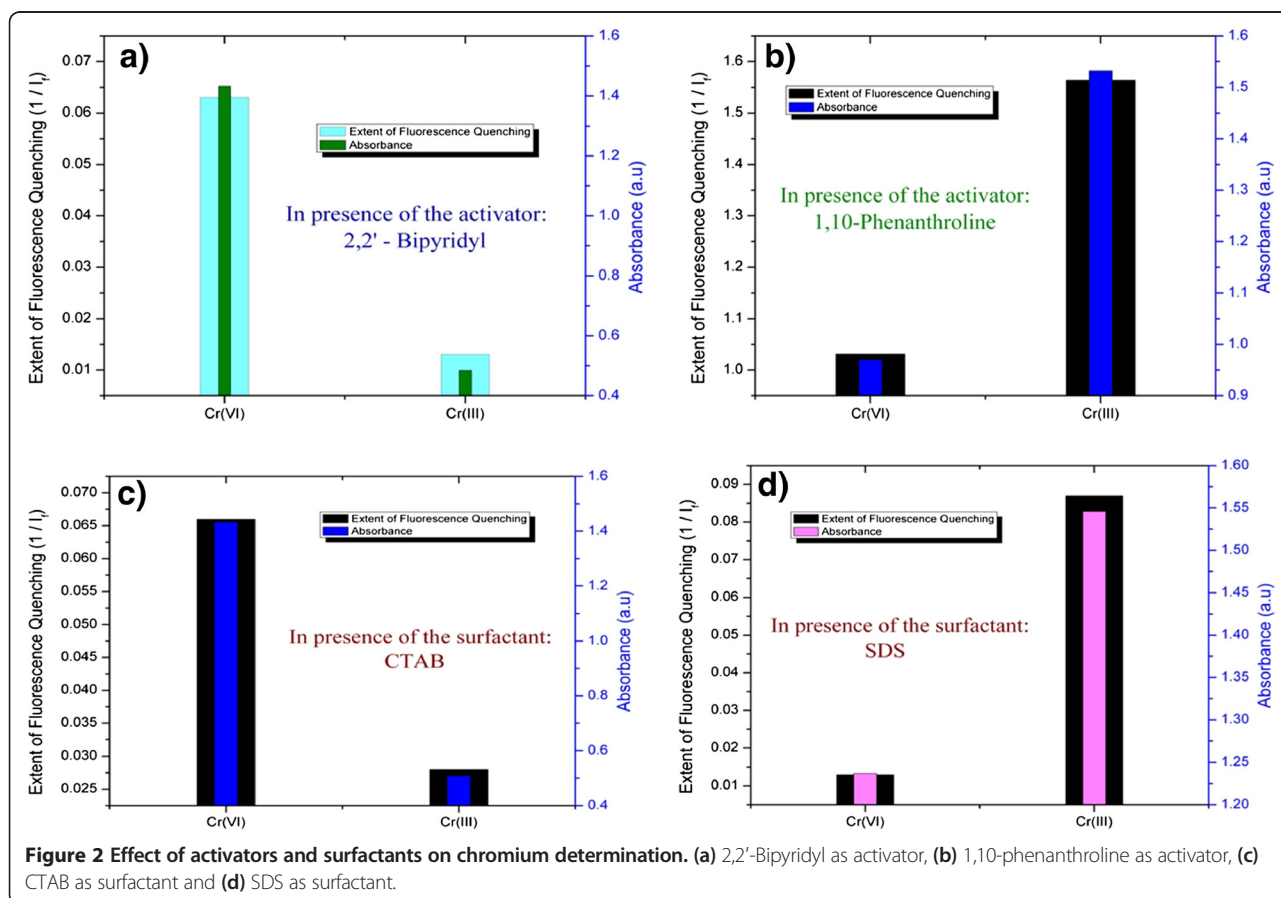 a)
0.07
0.06
0.05
0.04
0.03
0.02
0.01
Extent of Fluorescence Quenching (1 / If)
1.6
1.4
1.2
1.0
0.8
0.6
0.4
Absorbance (a.u)
Extent of Fluorescence Quenching
Absorbance
In presence of the activator:
2,2' - Bipyridyl
Cr(VI)
Cr(III)
b)
1.6
1.5
1.4
1.3
1.2
1.1
1.0
Extent of Fluorescence Quenching (1 / If)
1.6
1.5
1.4
1.3
1.2
1.1
1.0
0.9
Absorbance (a.u)
Extent of Fluorescence Quenching
Absorbance
In presence of the activator:
1,10-Phenanthroline
Cr(VI)
Cr(III)
c)
0.070
0.065
0.060
0.055
0.050
0.045
0.040
0.035
0.030
0.025
Extent of Fluorescence Quenching (1 / If)
1.6
1.4
1.2
1.0
0.8
0.6
0.4
Absorbance (a.u)
Extent of Fluorescence Quenching
Absorbance
In presence of the surfactant:
CTAB
Cr(VI)
Cr(III)
d)
0.09
0.08
0.07
0.06
0.05
0.04
0.03
0.02
0.01
Extent of Fluorescence Quenching (1 / If)
1.60
1.55
1.50
1.45
1.40
1.35
1.30
1.25
1.20
Absorbance (a.u)
Extent of Fluorescence Quenching
Absorbance
In presence of the surfactant:
SDS
Cr(VI)
Cr(III)
Figure 2 Effect of activators and surfactants on chromium determination. (a) 2,2′-Bipyridyl as activator, (b) 1,10-phenanthroline as activator, (c)
CTAB as surfactant and (d) SDS as surfactant.